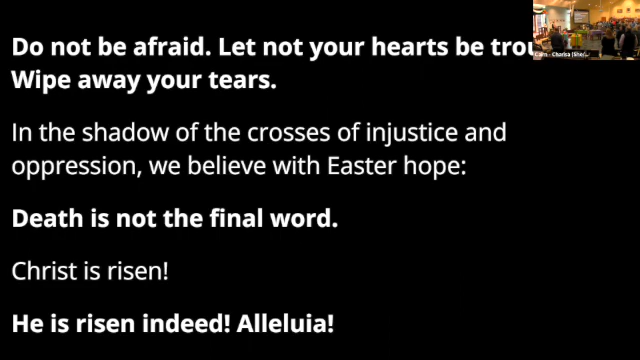 Do not be afraid. Let not your hearts be
Wipe away your tears.
In the shadow of the crosses of injustice and
oppression, we believe with Easter hope:
Death is not the final word.
Christ is risen!
He is risen indeed! Alleluia!